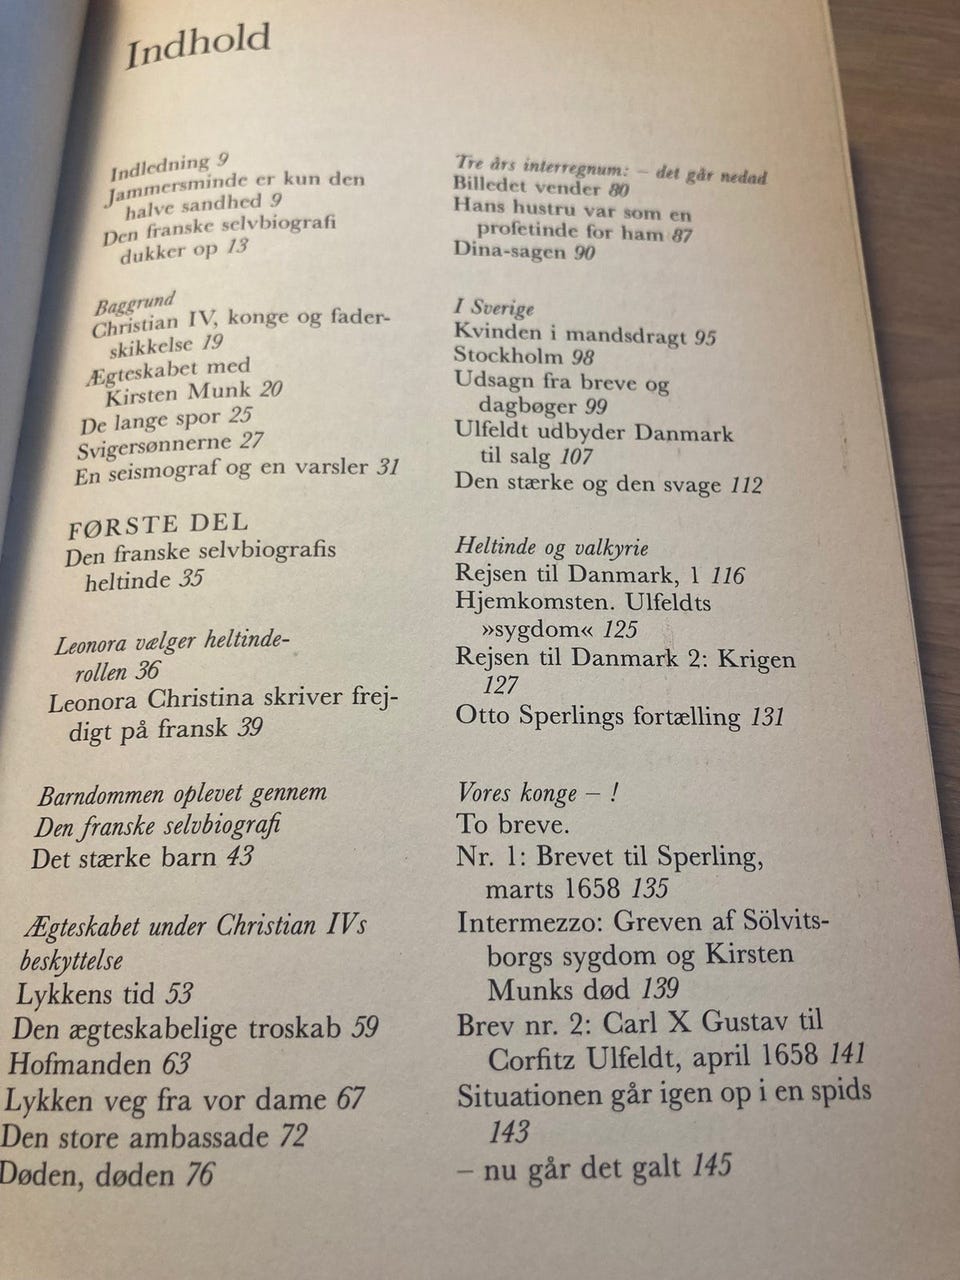 Indhold
Indledning 9
Jammersminde er kun den
halve sandhed 9
Den franske selvbiografi
dukker op 13
Baggrund
Christian IV, konge og fader-
skikkelse 19
Ægteskabet med
Kirsten Munk 20
De lange spor 25
Svigersønnerne 27
En seismograf og en varsler 31
FØRSTE DEL
Den franske selvbiografis
heltinde 35
Leonora vælger heltinde-
rollen 36
Leonora Christina skriver frej-
digt på fransk 39
Barndommen oplevet gennem
Den franske selvbiografi
Det stærke barn 43
Ægteskabet under Christian IVs
beskyttelse
Lykkens tid 53
Den ægteskabelige troskab 59
Hofmanden 63
Lykken veg fra vor dame 67
Den store ambassade 72
Døden, døden 76
Tre års interregnum: – det går nedad
Billedet vender 80
Hans hustru var som en
profetinde for ham 87
Dina-sagen 90
I Sverige
Kvinden i mandsdragt 95
Stockholm 98
Udsagn fra breve og
dagbøger 99
Ulfeldt udbyder Danmark
til salg 107
Den stærke og den svage 112
Heltinde og valkyrie
Rejsen til Danmark, 1 116
Hjemkomsten. Ulfeldts
»sygdom« 125
Rejsen til Danmark 2: Krigen
127
Otto Sperlings fortælling 131
Vores konge – !
To breve.
Nr. 1: Brevet til Sperling,
marts 1658 135
Intermezzo: Greven af Sölvits-
borgs sygdom og Kirsten
Munks død 139
Brev nr. 2: Carl X Gustav til
Corfitz Ulfeldt, april 1658 141
Situationen går igen op i en spids
143
– nu går det galt 145